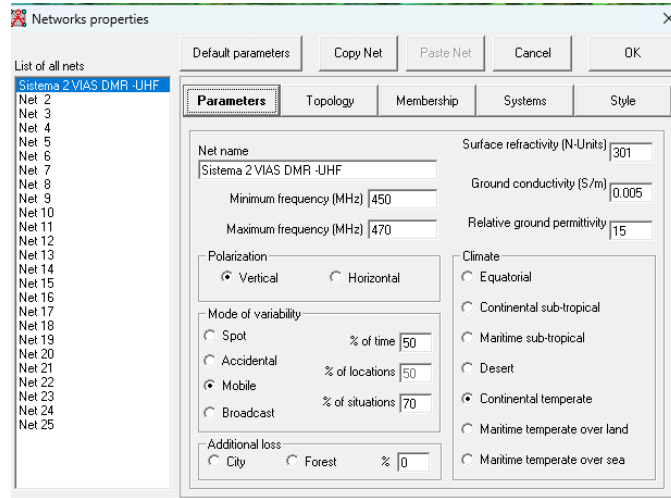 Networks properties
List of all nets
Default parameters
Copy Net
Paste Net
Cancel
OK
Sistema 2 VIAS DMR -UHF
Net 2
Net 3
Net 4
Net 5
Net 6
Net 7
Net 8
Net 9
Net 10
Net 11
Net 12
Net 13
Net 14
Net 15
Net 16
Net 17
Net 18
Net 19
Net 20
Net 21
Net 22
Net 23
Net 24
Net 25
Parameters
Topology
Membership
Systems
Style
Net name
Sistema 2 VIAS DMR -UHF
Minimum frequency (MHz) 450
Maximum frequency (MHz) 470
Surface refractivity (N-Units) 301
Ground conductivity (S/m) 0.005
Relative ground permittivity 15
Polarization
Vertical Horizontal
Mode of variability
Spot
Accidental
Mobile
Broadcast
% of time 50
% of locations 50
% of situations 70
Additional loss
City Forest % 0
Climate
Equatorial
Continental sub-tropical
Maritime sub-tropical
Desert
Continental temperate
Maritime temperate over land
Maritime temperate over sea